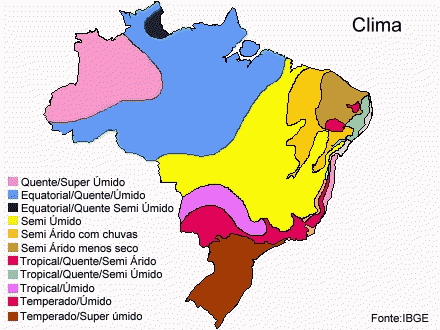 Clima
Quente/Super Úmido
Equatorial/Quente/Úmido
Equatorial/Quente Semi Úmido
Semi Úmido
Semi Árido com chuvas
Semi Árido menos seco
Tropical/Quente/Semi Árido
Tropical/Quente/Semi Úmido
Tropical/Úmido
Temperado/Úmido
Temperado/Super úmido
Fonte:IBGE